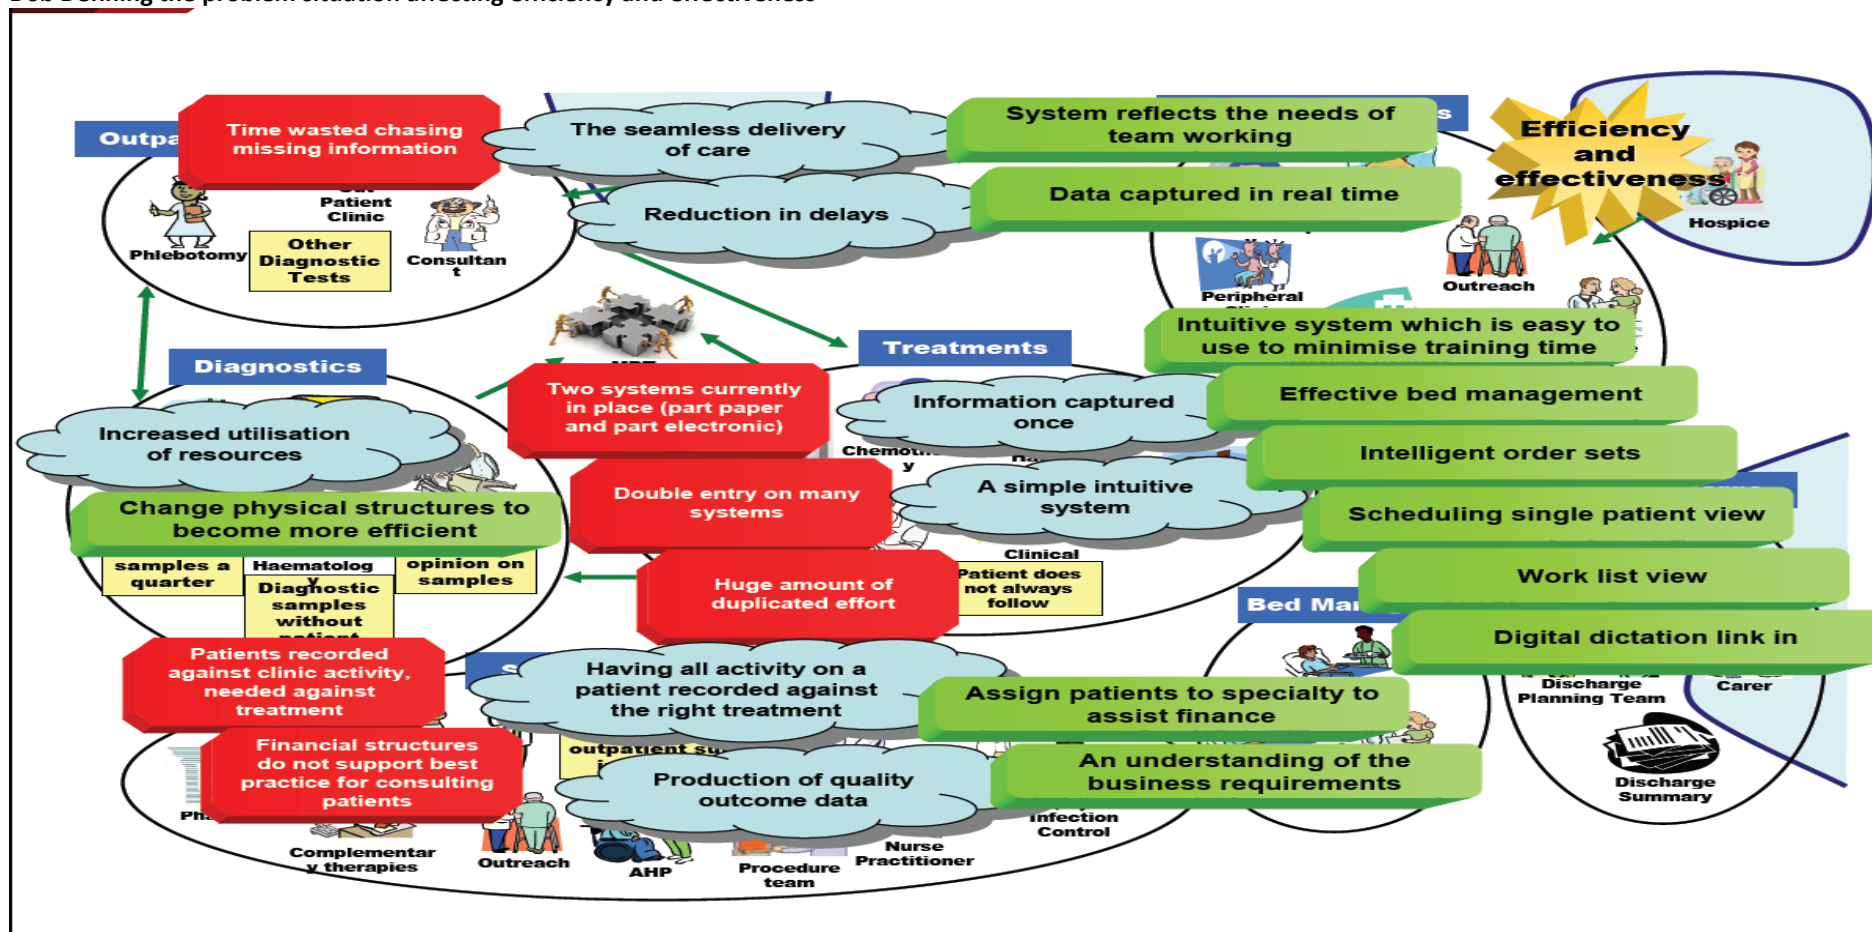 Defining the problem situation affecting efficiency and effectiveness
Time wasted chasing
missing information
The seamless delivery
of care
System reflects the needs of
team working
Efficiency
and
effectiveness
Reduction in delays
Data captured in real time
Patient
Clinic
Phlebotomy
Other
Diagnostic
Tests
Consultan
t
Hospice
Peripheral
Outreach
Diagnostics
Treatments
Intuitive system which is easy to
use to minimise training time
Two systems currently
in place (part paper
and part electronic)
Information captured
once
Effective bed management
Increased utilisation
of resources
Intelligent order sets
Double entry on many
systems
A simple intuitive
system
Scheduling single patient view
Change physical structures to
become more efficient
samples a
quarter
Haematolog
y
opinion on
samples
Diagnostic
samples
without
Clinical
Patient does
not always
follow
Work list view
Huge amount of
duplicated effort
Digital dictation link in
Patients recorded
against clinic activity,
needed against
treatment
Having all activity on a
patient recorded against
the right treatment
Assign patients to specialty to
assist finance
Discharge
Planning Team
Carer
Financial structures
do not support best
practice for consulting
patients
outpatient
Production of quality
outcome data
An understanding of the
business requirements
Discharge
Summary
Infection
Control
Complementar
y therapies
Outreach
AHP
Procedure
team
Nurse
Practitioner